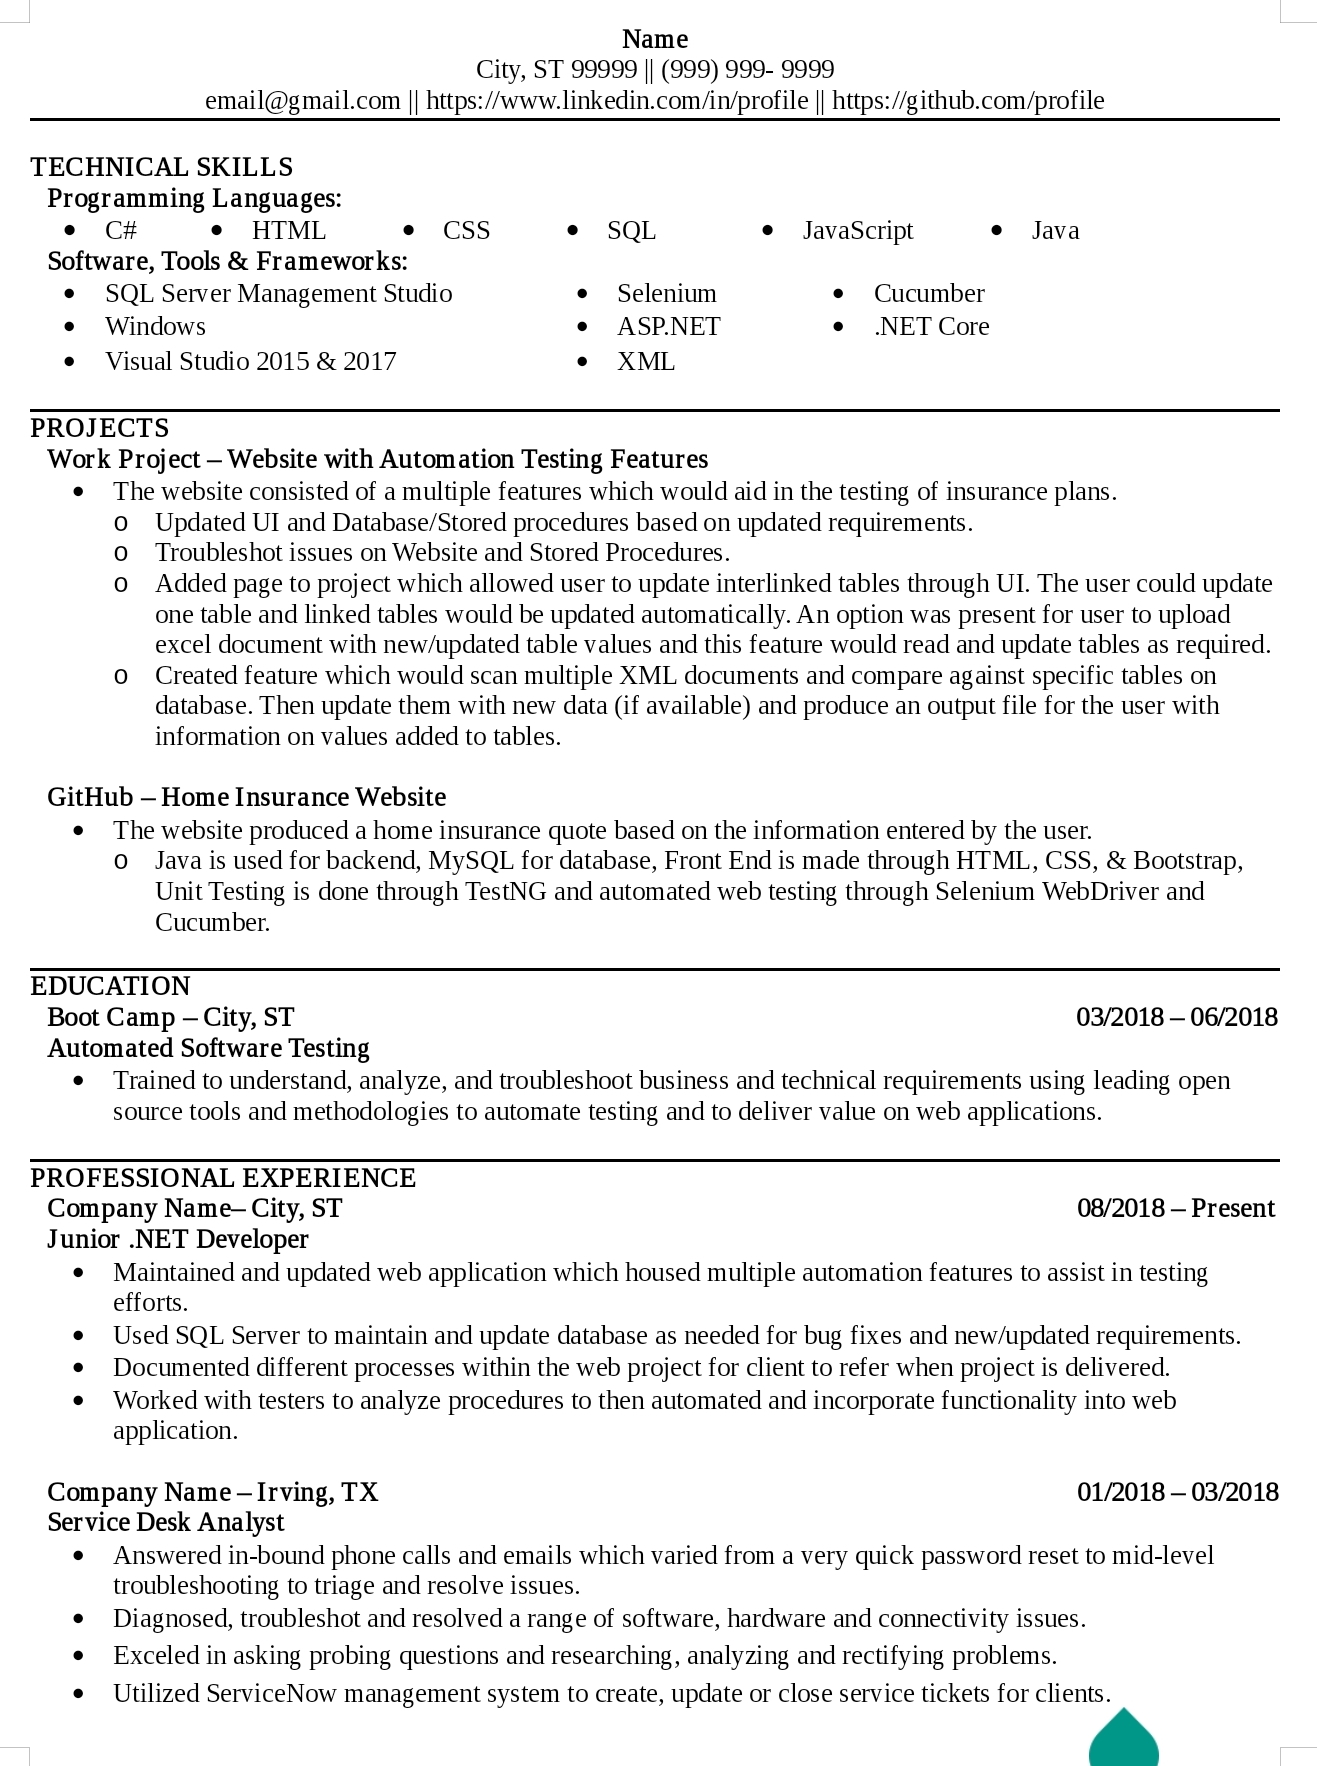 Name
City, ST 99999 || (999) 999- 9999
email@gmail.com || https://www.linkedin.com/in/profile || https://github.com/profile
TECHNICAL SKILLS
Programming Languages:
• C# • HTML • CSS • SQL • JavaScript • Java
Software, Tools & Frameworks:
• SQL Server Management Studio • Selenium • Cucumber
• Windows • ASP.NET • .NET Core
• Visual Studio 2015 & 2017 • XML
PROJECTS
Work Project – Website with Automation Testing Features
• The website consisted of a multiple features which would aid in the testing of insurance plans.
o Updated UI and Database/Stored procedures based on updated requirements.
o Troubleshot issues on Website and Stored Procedures.
o Added page to project which allowed user to update interlinked tables through UI. The user could update
one table and linked tables would be updated automatically. An option was present for user to upload
excel document with new/updated table values and this feature would read and update tables as required.
o Created feature which would scan multiple XML documents and compare against specific tables on
database. Then update them with new data (if available) and produce an output file for the user with
information on values added to tables.
GitHub – Home Insurance Website
• The website produced a home insurance quote based on the information entered by the user.
o Java is used for backend, MySQL for database, Front End is made through HTML, CSS, & Bootstrap,
Unit Testing is done through TestNG and automated web testing through Selenium WebDriver and
Cucumber.
EDUCATION
Boot Camp – City, ST 03/2018 – 06/2018
Automated Software Testing
• Trained to understand, analyze, and troubleshoot business and technical requirements using leading open
source tools and methodologies to automate testing and to deliver value on web applications.
PROFESSIONAL EXPERIENCE
Company Name– City, ST 08/2018 – Present
Junior .NET Developer
• Maintained and updated web application which housed multiple automation features to assist in testing
efforts.
• Used SQL Server to maintain and update database as needed for bug fixes and new/updated requirements.
• Documented different processes within the web project for client to refer when project is delivered.
• Worked with testers to analyze procedures to then automated and incorporate functionality into web
application.
Company Name – Irving, TX 01/2018 – 03/2018
Service Desk Analyst
• Answered in-bound phone calls and emails which varied from a very quick password reset to mid-level
troubleshooting to triage and resolve issues.
• Diagnosed, troubleshot and resolved a range of software, hardware and connectivity issues.
• Exceled in asking probing questions and researching, analyzing and rectifying problems.
• Utilized ServiceNow management system to create, update or close service tickets for clients.